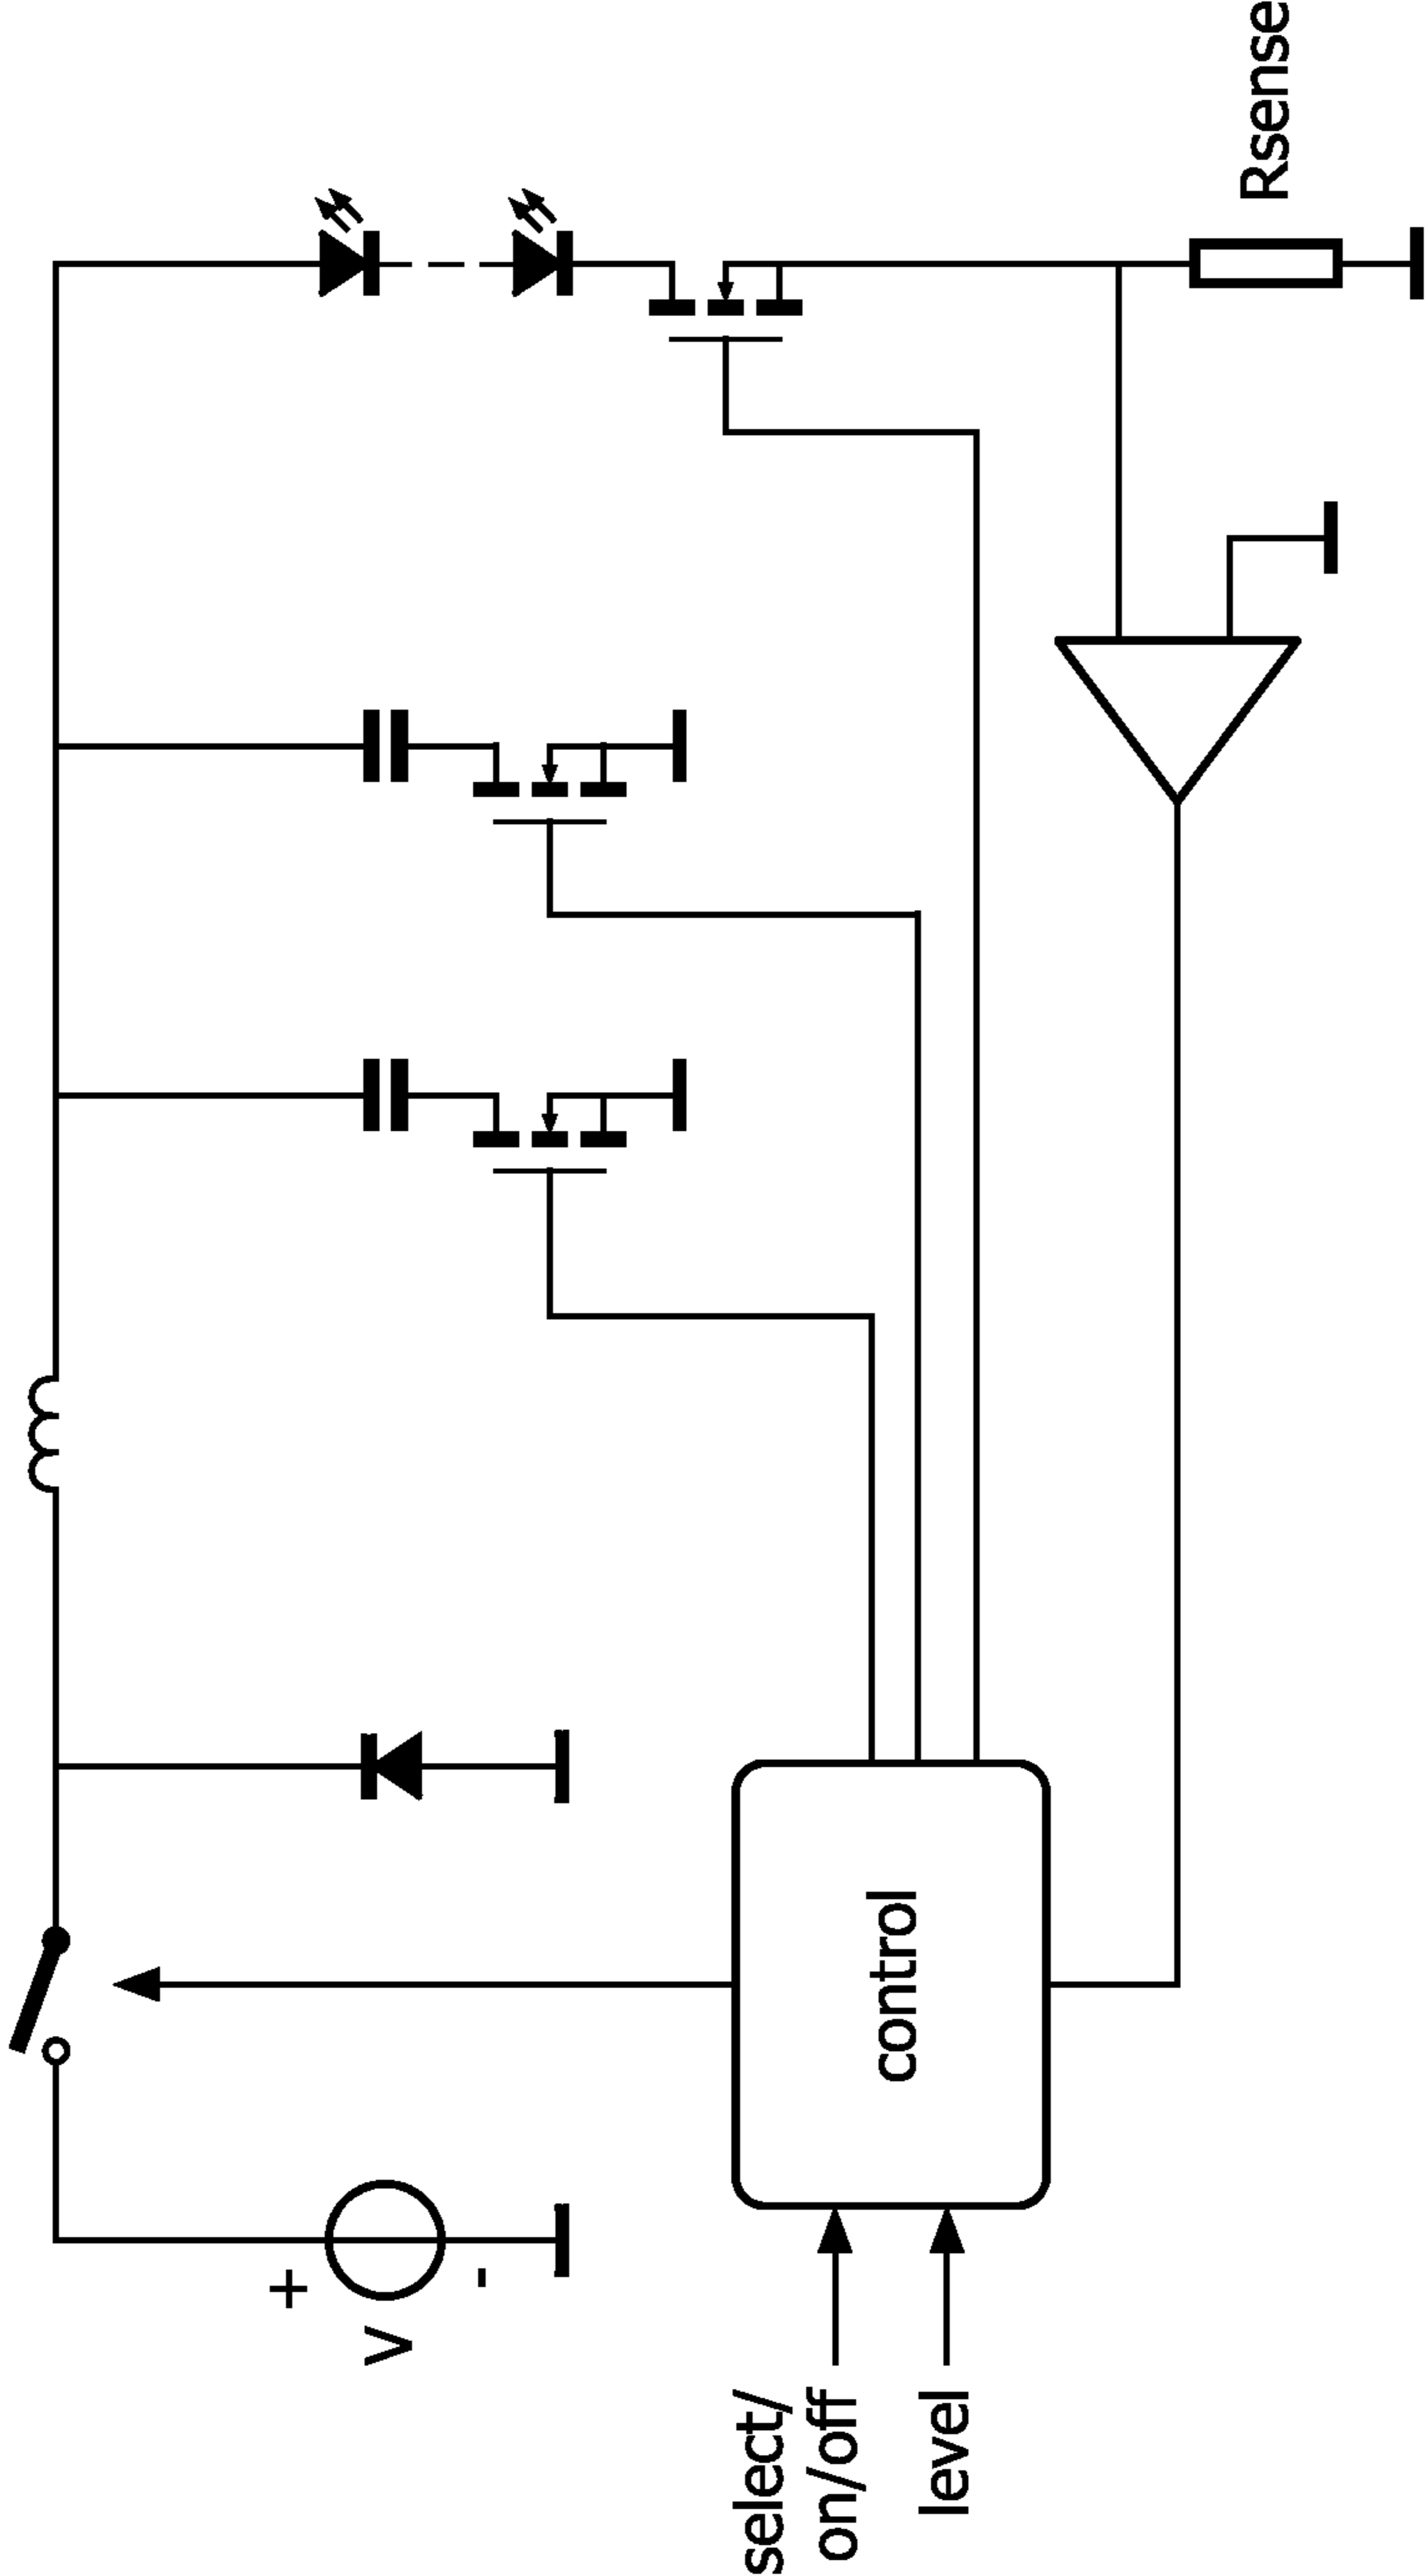 V
+
-
select/
on/off
level
control
Rsense